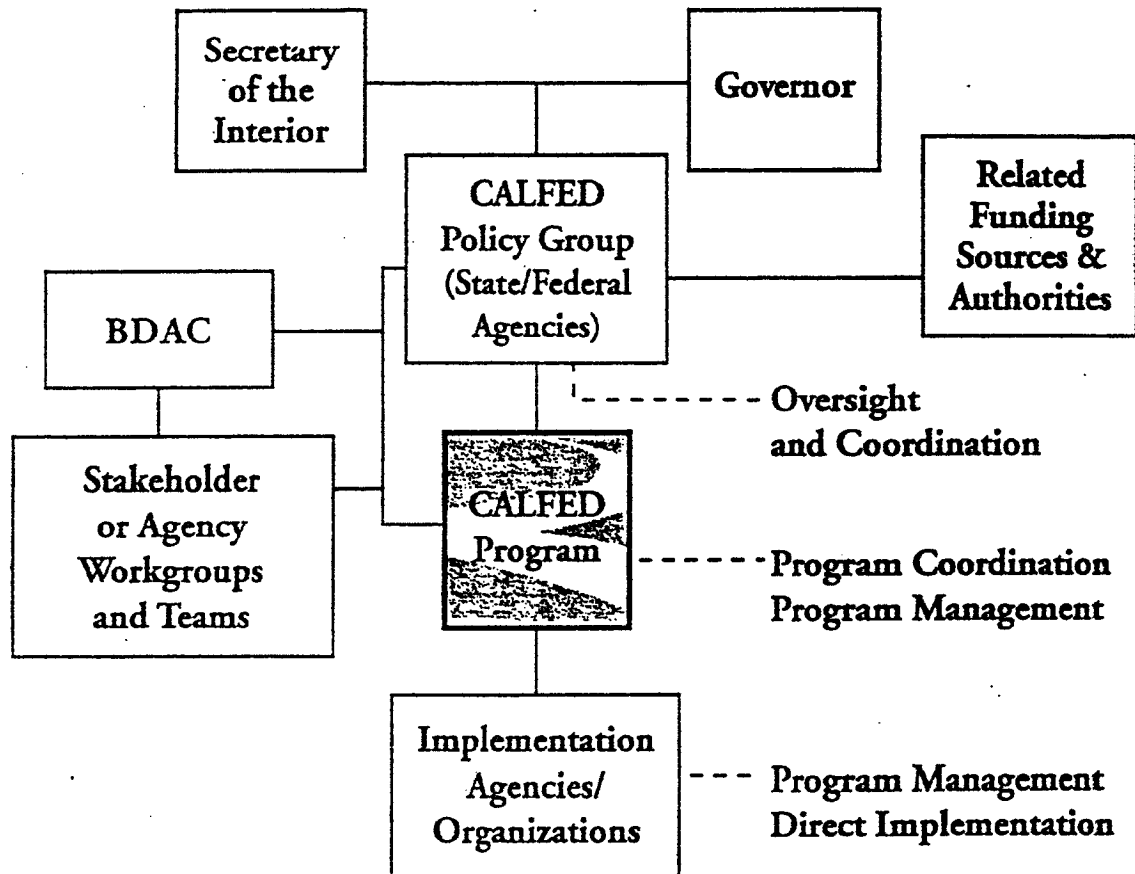 Secretary
of the
Interior
Governor
CALFED
Policy Group
(State/Federal
Agencies)
Related
Funding
Sources &
Authorities
BDAC
Oversight
and Coordination
Stakeholder
or Agency
Workgroups
and Teams
CALFED
Program
Program Coordination
Program Management
Implementation
Agencies/
Organizations
Program Management
Direct Implementation